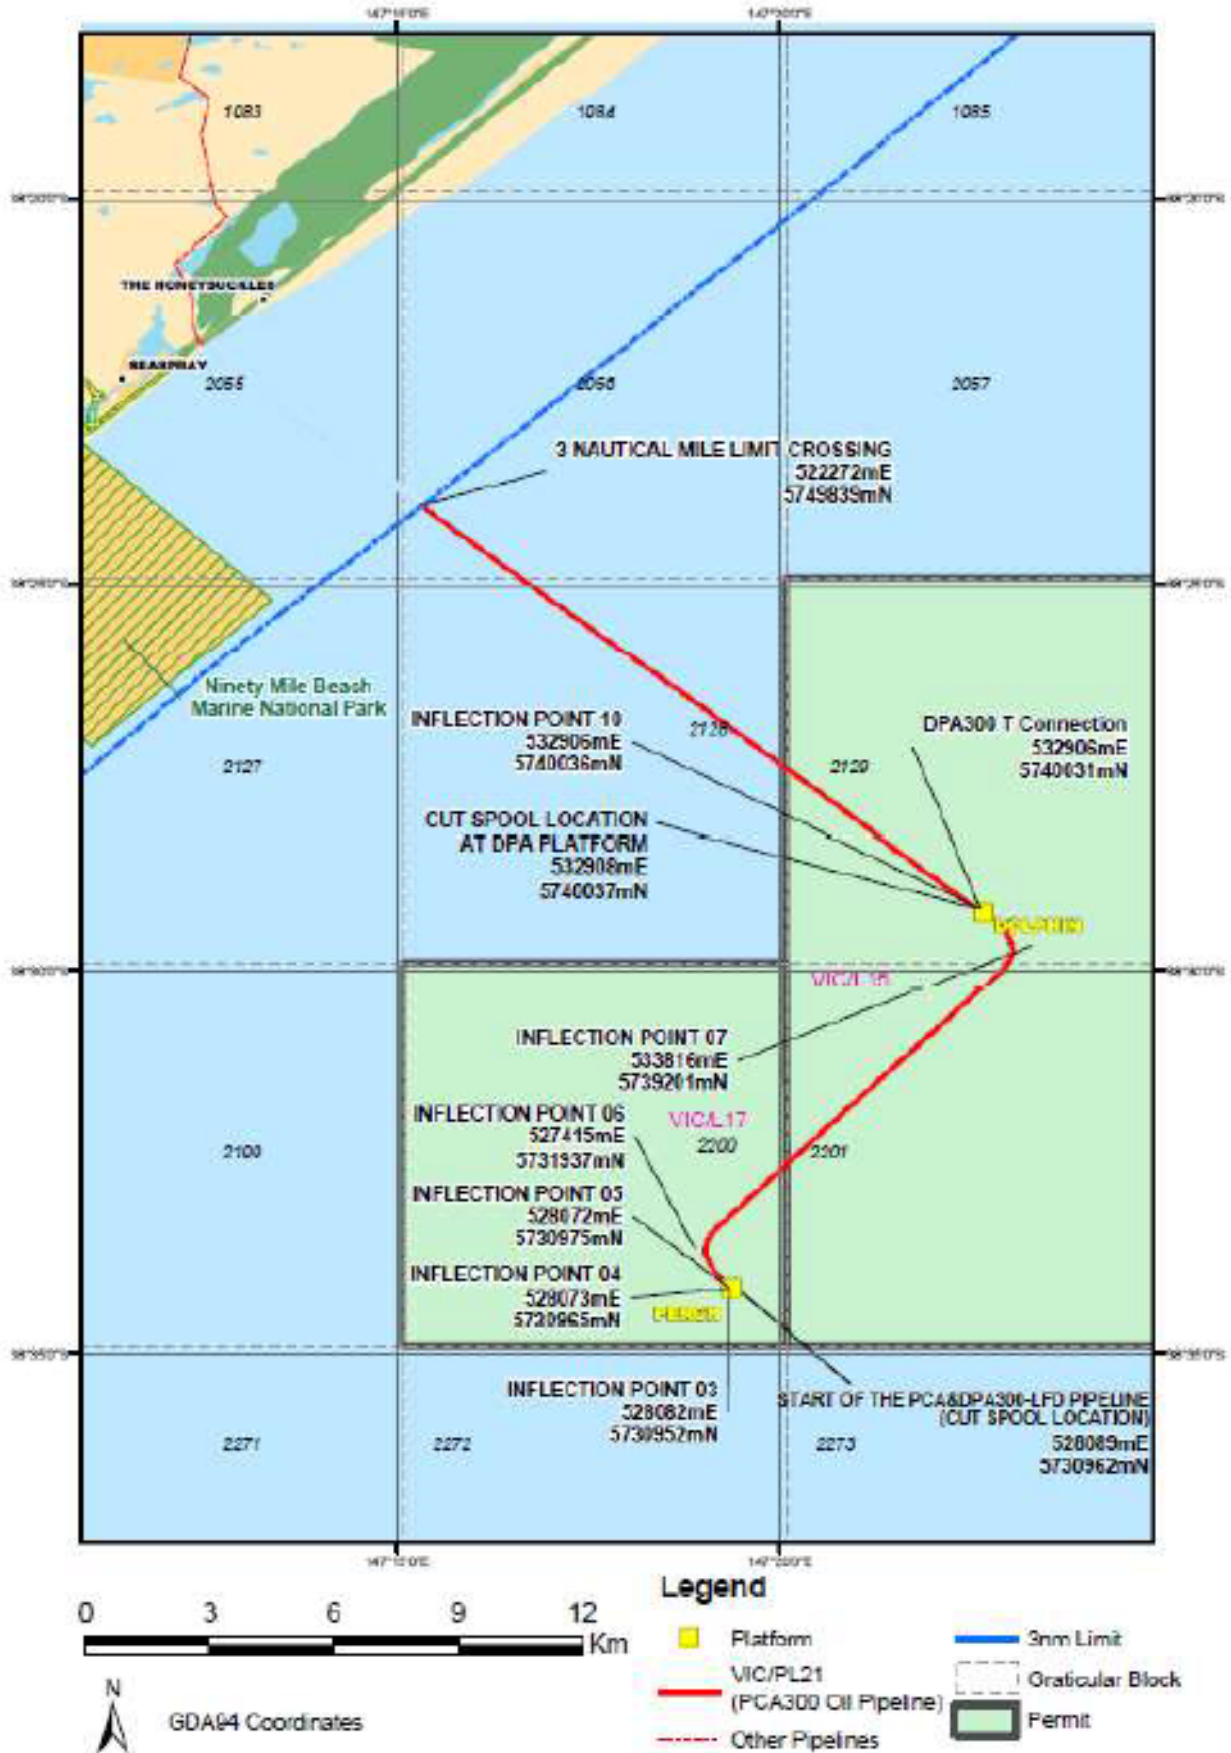 1083
1084
1085
THE HONEYSUCKLES
SEASPRAY
2055
2056
2057
3 NAUTICAL MILE LIMIT CROSSING
522272mE
5749839mN
Ninety Mile Beach
Marine National Park
2127
INFLECTION POINT 10
532906mE
5740036mN
2128
2129
DPA300 T Connection
532906mE
5740031mN
CUT SPOOL LOCATION
AT DPA PLATFORM
532908mE
5740037mN
DOLPHIN
INFLECTION POINT 07
533816mE
5739201mN
INFLECTION POINT 06
527415mE
5731937mN
VIC/L17
2200
2201
INFLECTION POINT 05
528072mE
5730975mN
INFLECTION POINT 04
528073mE
5730965mN
PERCH
INFLECTION POINT 03
528082mE
5730952mN
START OF THE PCA&DPA300-LFD PIPELINE
(CUT SPOOL LOCATION)
528089mE
5730962mN
2271
2272
2273
0 3 6 9 12
Km
N
GDA94 Coordinates
Legend
Platform
VIC/PL21
(PCA300 Oil Pipeline)
Other Pipelines
3nm Limit
Graticular Block
Permit